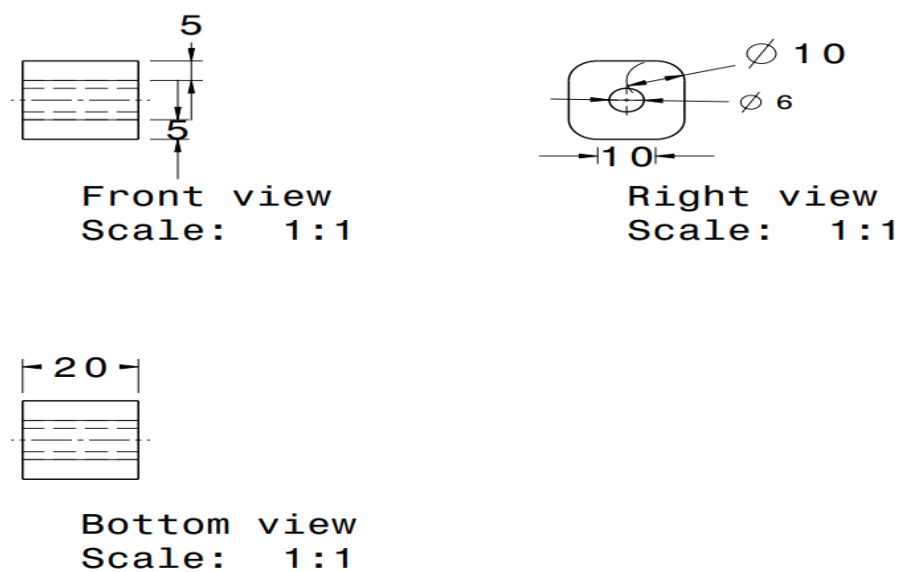 5
5
Front view
Scale: 1:1
Ø 10
Ø 6
10
Right view
Scale: 1:1
20
Bottom view
Scale: 1:1